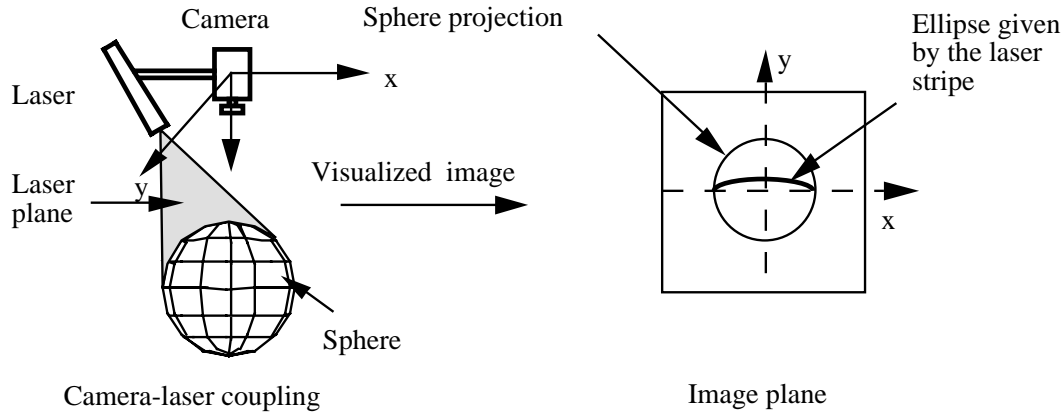 Camera
Sphere projection
Ellipse given
by the laser
stripe
y
x
Laser
Laser
plane
y
Visualized image
x
Sphere
Camera-laser coupling
Image plane